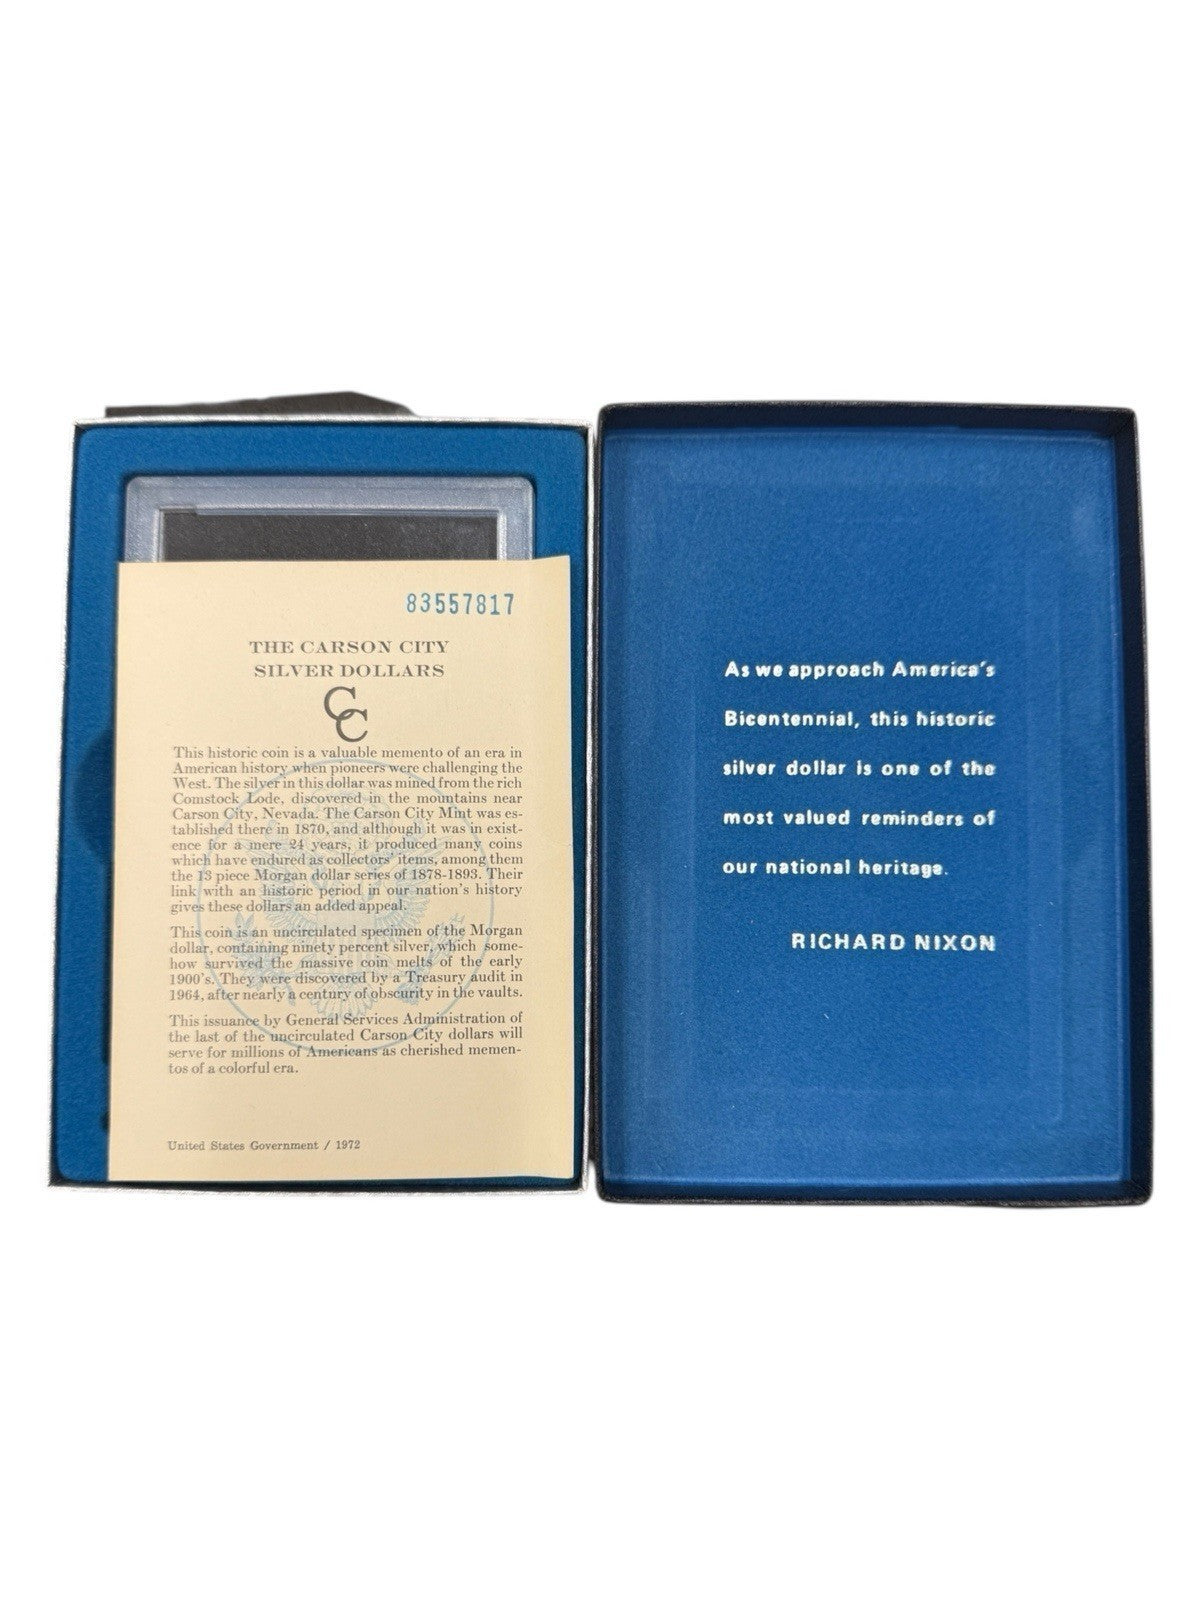 83557817
THE CARSON CITY
SILVER DOLLARS
CC
This historic coin is a valuable memento of an era in
American history when pioneers were challenging the
West. The silver in this dollar was mined from the rich
Comstock Lode, discovered in the mountains near
Carson City, Nevada. The Carson City Mint was es-
tablished there in 1870, and although it was in exist-
ence for a mere 24 years, it produced many coins
which have endured as collectors' items, among them
the 13 piece Morgan dollar series of 1878-1893. Their
link with an historic period in our nation's history
gives these dollars an added appeal.
This coin is an uncirculated specimen of the Morgan
dollar, containing ninety percent silver, which some-
how survived the massive coin melts of the early
1900's. They were discovered by a Treasury audit in
1964, after nearly a century of obscurity in the vaults.
This issuance by General Services Administration of
the last of the uncirculated Carson City dollars will
serve for millions of Americans as cherished memen-
tos of a colorful era.
United States Government / 1972
As we approach America's
Bicentennial, this historic
silver dollar is one of the
most valued reminders of
our national heritage.
RICHARD NIXON